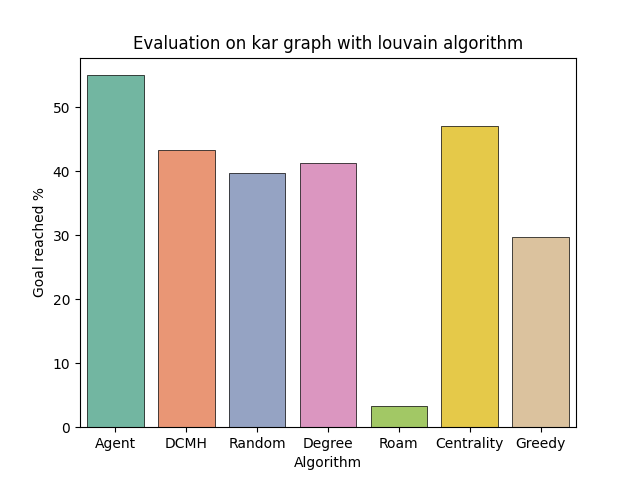 Evaluation on kar graph with louvain algorithm
Goal reached %
50
40
30
20
10
0
Agent DCMH Random Degree Roam Centrality Greedy
Algorithm